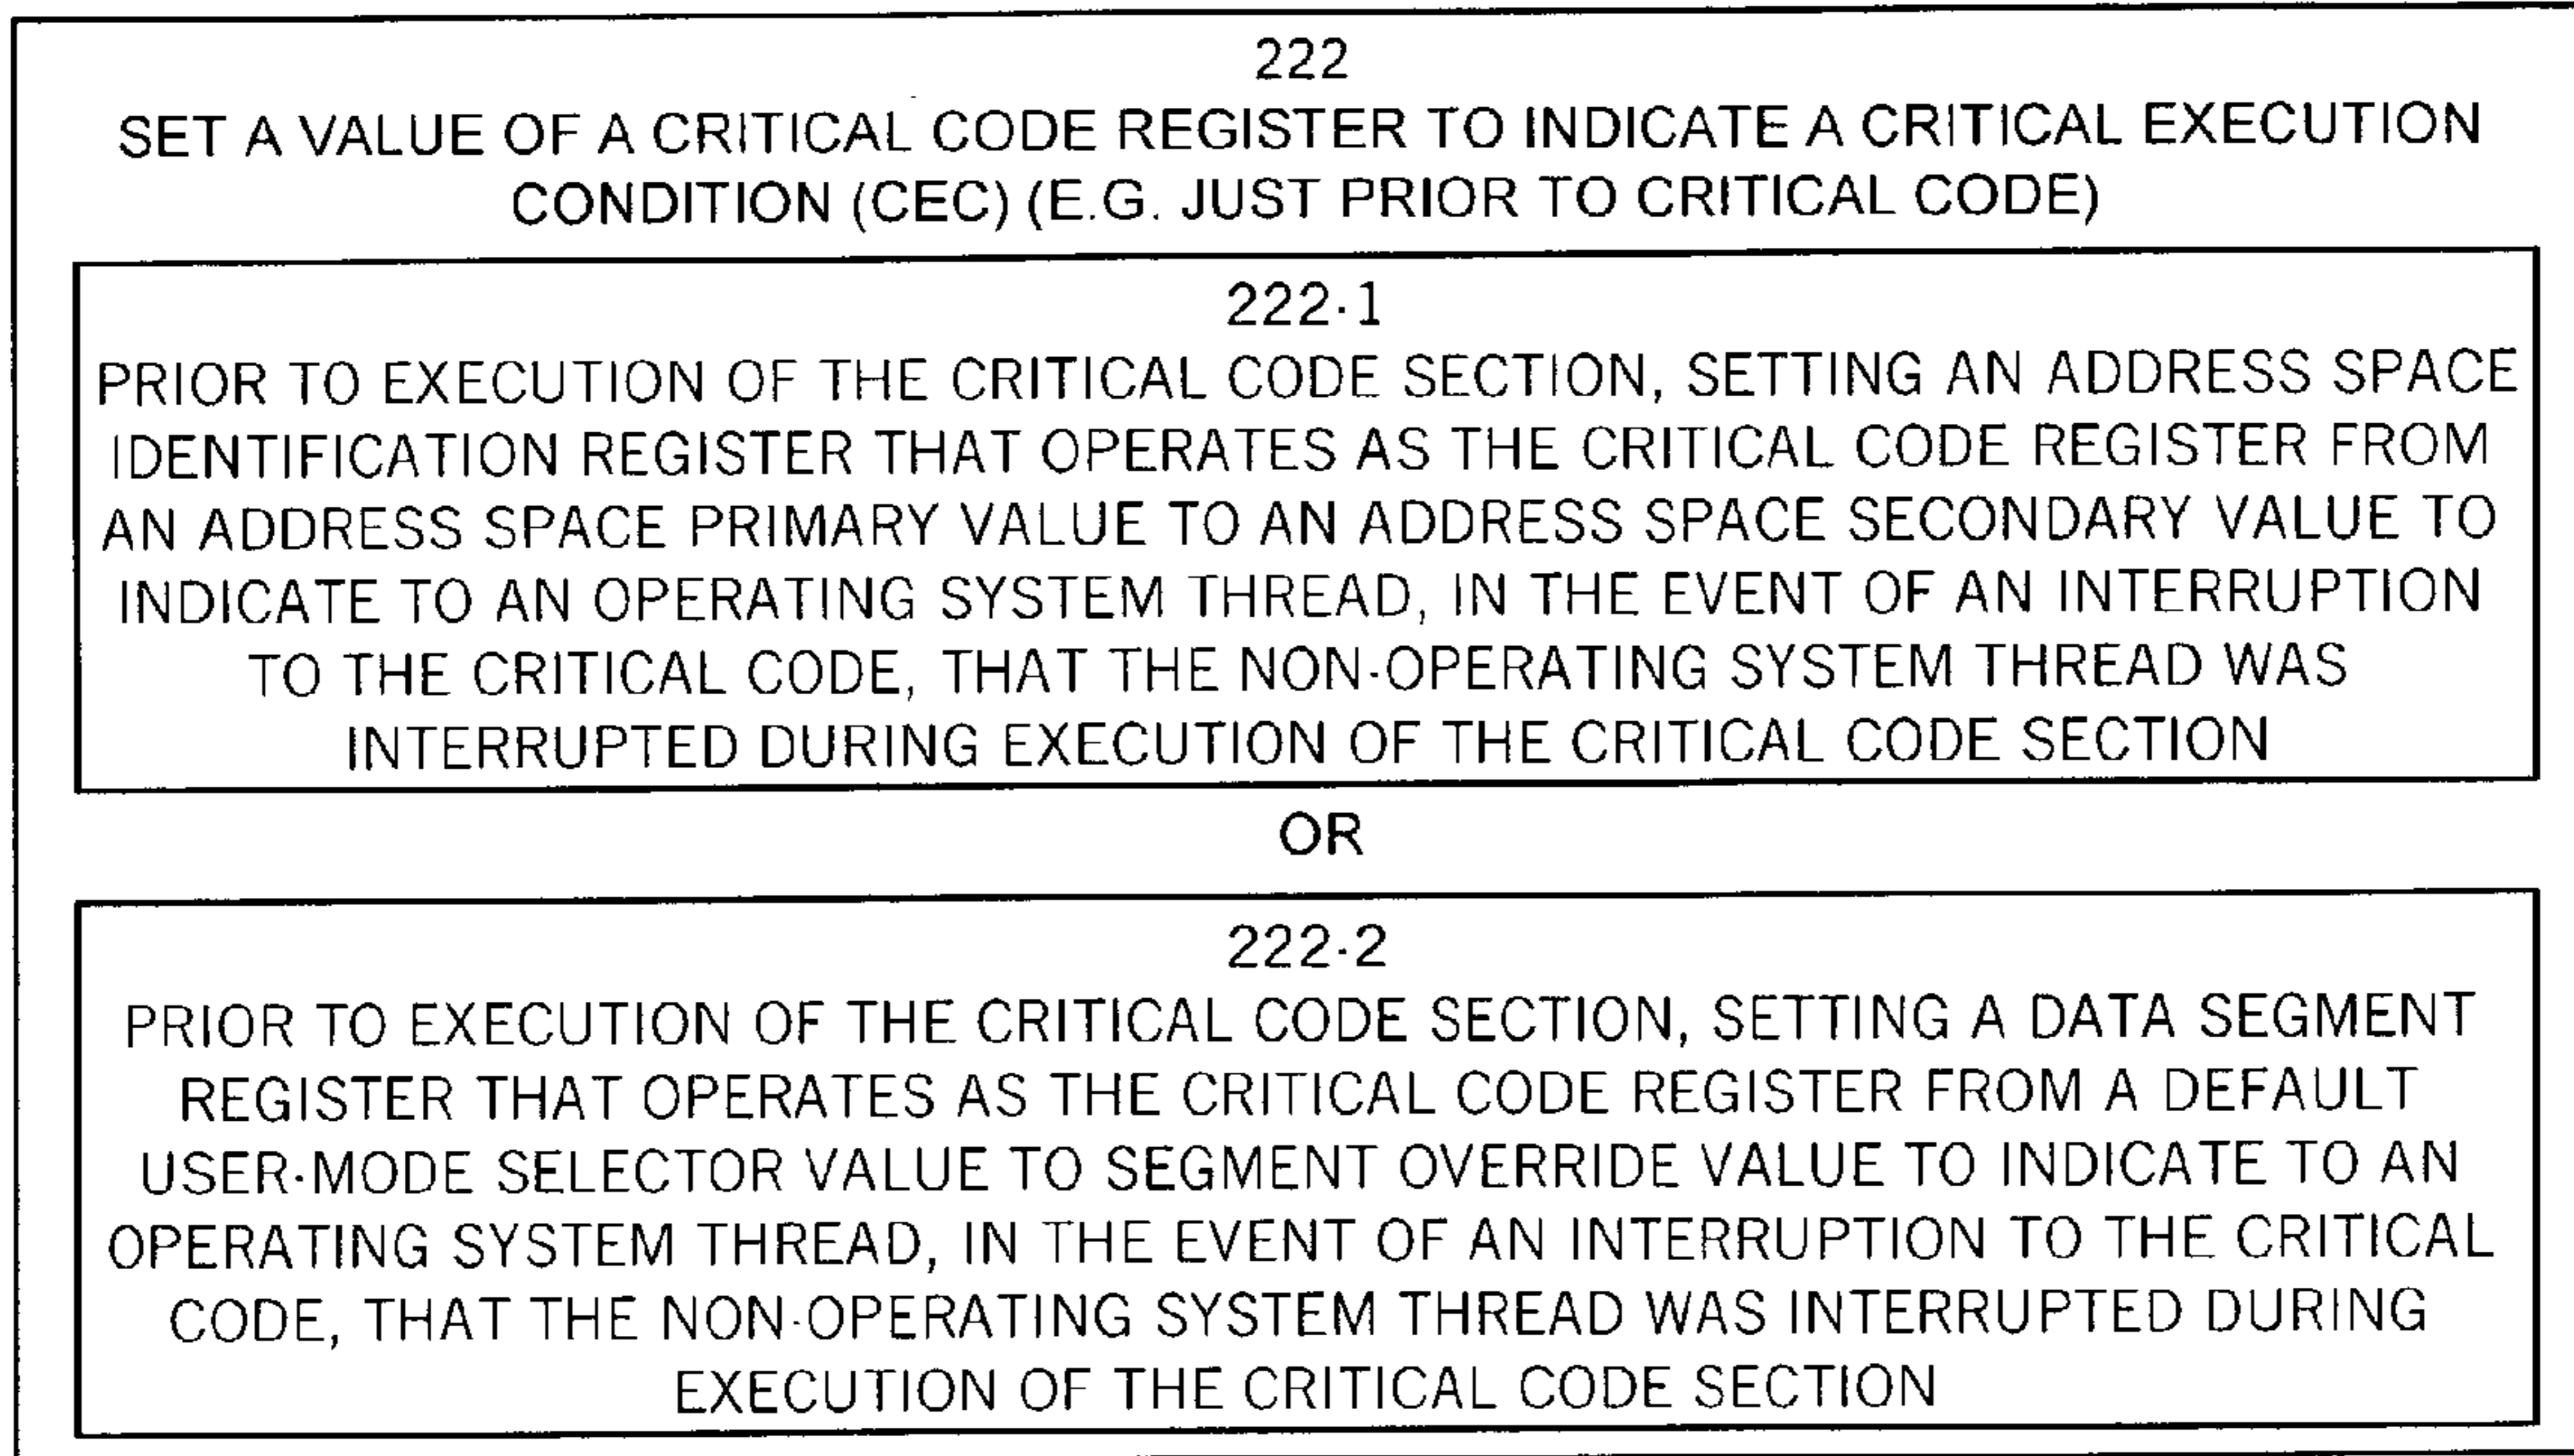 222
SET A VALUE OF A CRITICAL CODE REGISTER TO INDICATE A CRITICAL EXECUTION
CONDITION (CEC) (E.G. JUST PRIOR TO CRITICAL CODE)
222-1
PRIOR TO EXECUTION OF THE CRITICAL CODE SECTION, SETTING AN ADDRESS SPACE
IDENTIFICATION REGISTER THAT OPERATES AS THE CRITICAL CODE REGISTER FROM
AN ADDRESS SPACE PRIMARY VALUE TO AN ADDRESS SPACE SECONDARY VALUE TO
INDICATE TO AN OPERATING SYSTEM THREAD, IN THE EVENT OF AN INTERRUPTION
TO THE CRITICAL CODE, THAT THE NON-OPERATING SYSTEM THREAD WAS
INTERRUPTED DURING EXECUTION OF THE CRITICAL CODE SECTION
OR
222-2
PRIOR TO EXECUTION OF THE CRITICAL CODE SECTION, SETTING A DATA SEGMENT
REGISTER THAT OPERATES AS THE CRITICAL CODE REGISTER FROM A DEFAULT
USER-MODE SELECTOR VALUE TO SEGMENT OVERRIDE VALUE TO INDICATE TO AN
OPERATING SYSTEM THREAD, IN THE EVENT OF AN INTERRUPTION TO THE CRITICAL
CODE, THAT THE NON-OPERATING SYSTEM THREAD WAS INTERRUPTED DURING
EXECUTION OF THE CRITICAL CODE SECTION